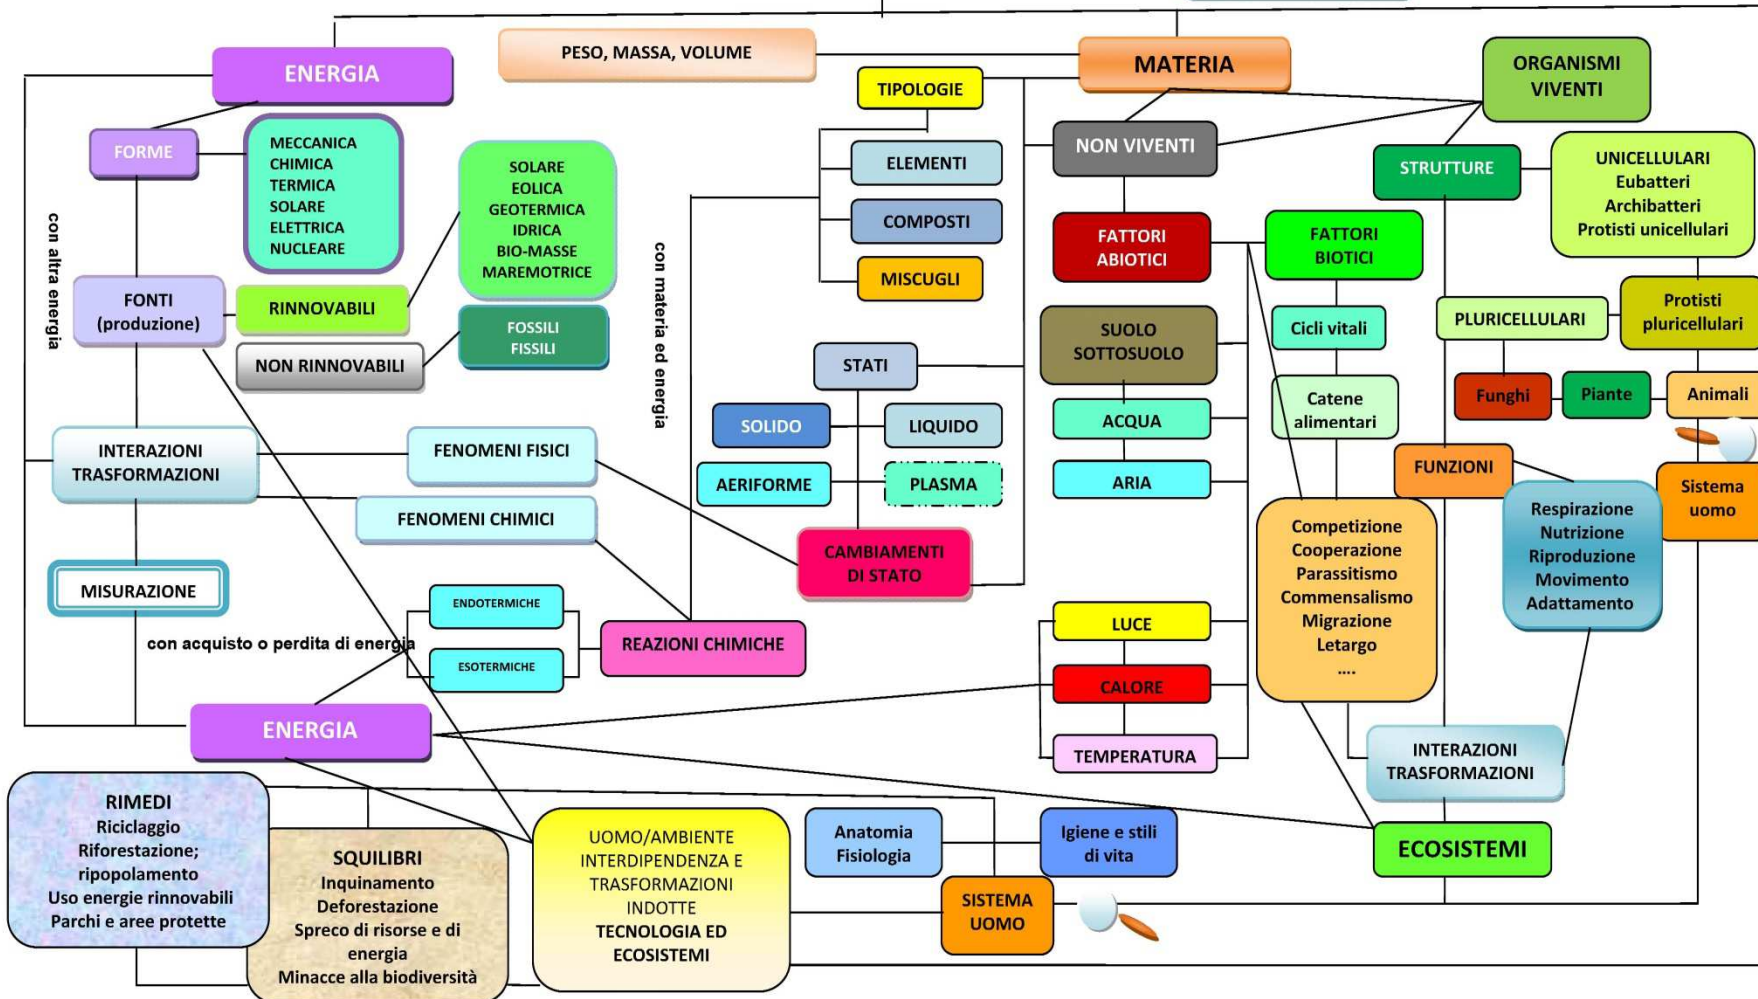 ENERGIA
PESO, MASSA, VOLUME
MATERIA
ORGANISMI
VIVENTI
TIPOLOGIE
FORME
MECCANICA
CHIMICA
TERMICA
SOLARE
ELETTRICA
NUCLEARE
SOLARE
EOLICA
GEOTERMICA
IDRICA
BIO-MASSE
MAREMOTRICE
ELEMENTI
COMPOSTI
MISCUGLI
NON VIVENTI
STRUTTURE
UNICELLULARI
Eubatteri
Archibatteri
Protisti unicellulari
con altra energia
con materia ed energia
FATTORI
ABIOTICI
FATTORI
BIOTICI
FONTI
(produzione)
RINNOVABILI
NON RINNOVABILI
FOSSILI
FISSILI
SUOLO
SOTTOSUOLO
Cicli vitali
PLURICELLULARI
Protisti
pluricellulari
STATI
SOLIDO
LIQUIDO
AERIFORME
PLASMA
ACQUA
ARIA
Catene
alimentari
Funghi
Piante
Animali
INTERAZIONI
TRASFORMAZIONI
FENOMENI FISICI
FENOMENI CHIMICI
FUNZIONI
Sistema
uomo
Respirazione
Nutrizione
Riproduzione
Movimento
Adattamento
Competizione
Cooperazione
Parassitismo
Commensalismo
Migrazione
Letargo
....
CAMBIAMENTI
DI STATO
MISURAZIONE
ENDOTERMICHE
con acquisto o perdita di energia
ESOTERMICHE
REAZIONI CHIMICHE
LUCE
CALORE
TEMPERATURA
ENERGIA
INTERAZIONI
TRASFORMAZIONI
RIMEDI
Riciclaggio
Riforestazione;
ripopolamento
Uso energie rinnovabili
Parchi e aree protette
SQUILIBRI
Inquinamento
Deforestazione
Spreco di risorse e di
energia
Minacce alla biodiversità
UOMO/AMBIENTE
INTERDIPENDENZA E
TRASFORMAZIONI
INDOTTE
TECNOLOGIA ED
ECOSISTEMI
Anatomia
Fisiologia
Igiene e stili
di vita
SISTEMA
UOMO
ECOSISTEMI